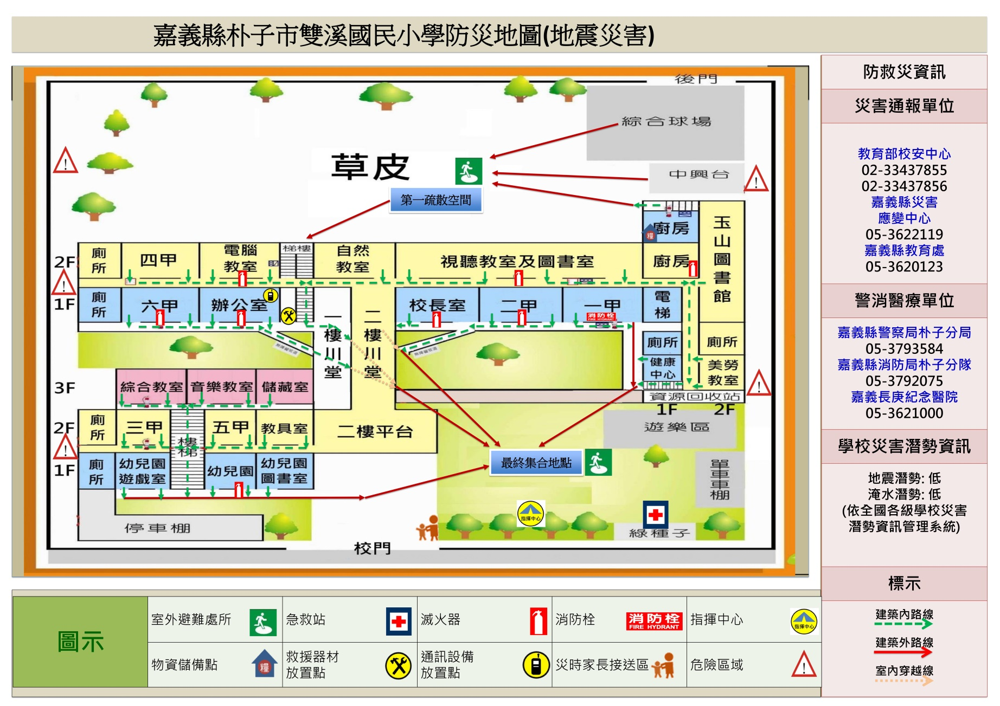 嘉義縣朴子市雙溪國民小學防災地圖(地震災害)
後門
綜合球場
草皮
中興台
第一疏散空間
廚房
糧
玉山圖書館
2F
廁所
四甲
電腦教室
梯樓
自然教室
視聽教室及圖書室
廚房
1F
廁所
六甲
辦公室
一樓川堂
二樓川堂
校長室
二甲
一甲
消防栓
FIRE HYDRANT
電梯
廁所
廁所
健康中心
美勞教室
3F
綜合教室
音樂教室
儲藏室
資源回收站
1F
2F
2F
廁所
三甲
樓梯
五甲
教具室
二樓平台
遊樂區
1F
廁所
幼兒園遊戲室
幼兒園
幼兒園圖書室
最終集合地點
單車車棚
指揮中心
停車棚
綠種子
校門
防救災資訊
災害通報單位
教育部校安中心
02-33437855
02-33437856
嘉義縣災害
應變中心
05-3622119
嘉義縣教育處
05-3620123
警消醫療單位
嘉義縣警察局朴子分局
05-3793584
嘉義縣消防局朴子分隊
05-3792075
嘉義長庚紀念醫院
05-3621000
學校災害潛勢資訊
地震潛勢: 低
淹水潛勢: 低
(依全國各級學校災害
潛勢資訊管理系統)
標示
建築內路線
建築外路線
室內穿越線
圖示
室外避難處所
急救站
滅火器
消防栓
消防栓
FIRE HYDRANT
指揮中心
指揮中心
物資儲備點
糧
救援器材
放置點
通訊設備
放置點
災時家長接送區
危險區域